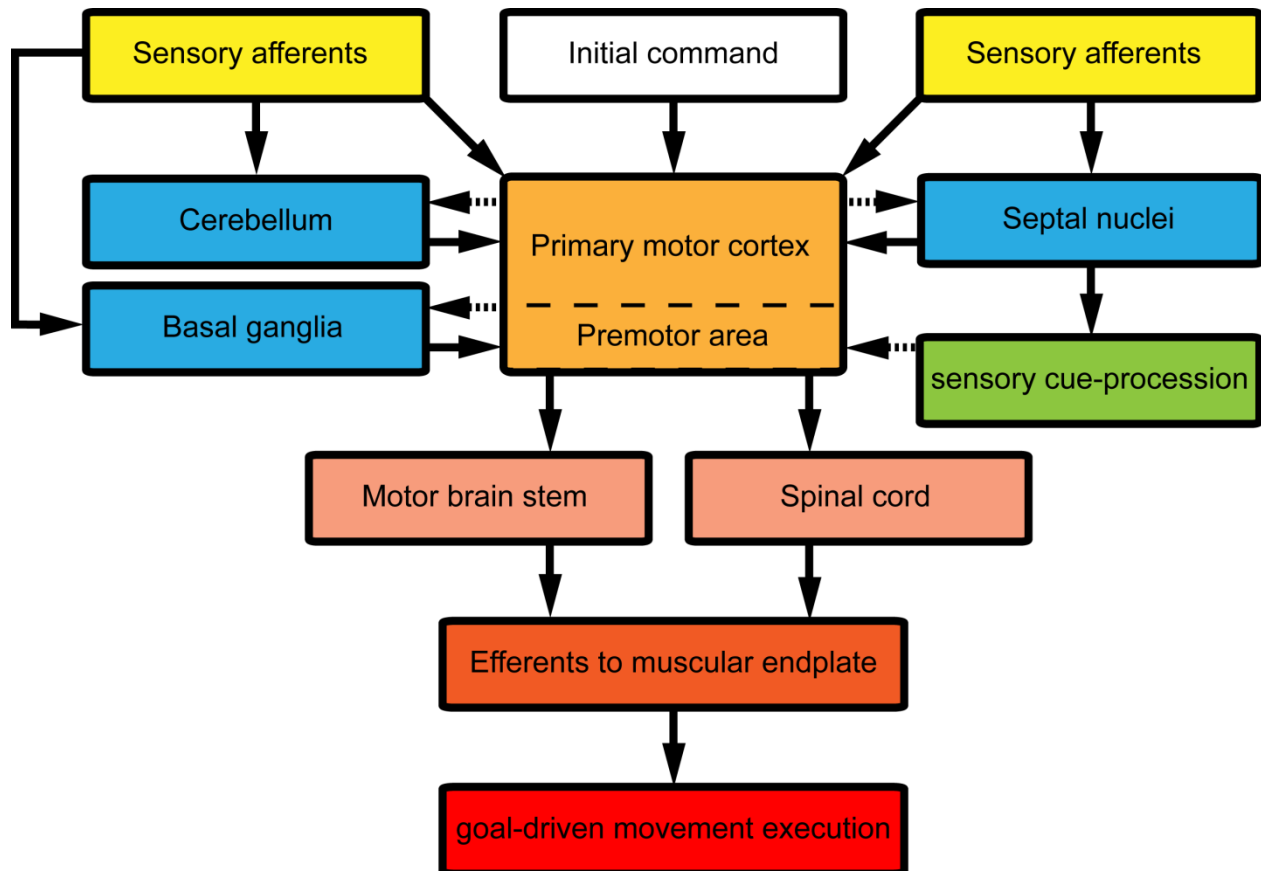 Sensory afferents
Initial command
Sensory afferents
Cerebellum
Primary motor cortex
Septal nuclei
Basal ganglia
Premotor area
sensory cue-procession
Motor brain stem
Spinal cord
Efferents to muscular endplate
goal-driven movement execution